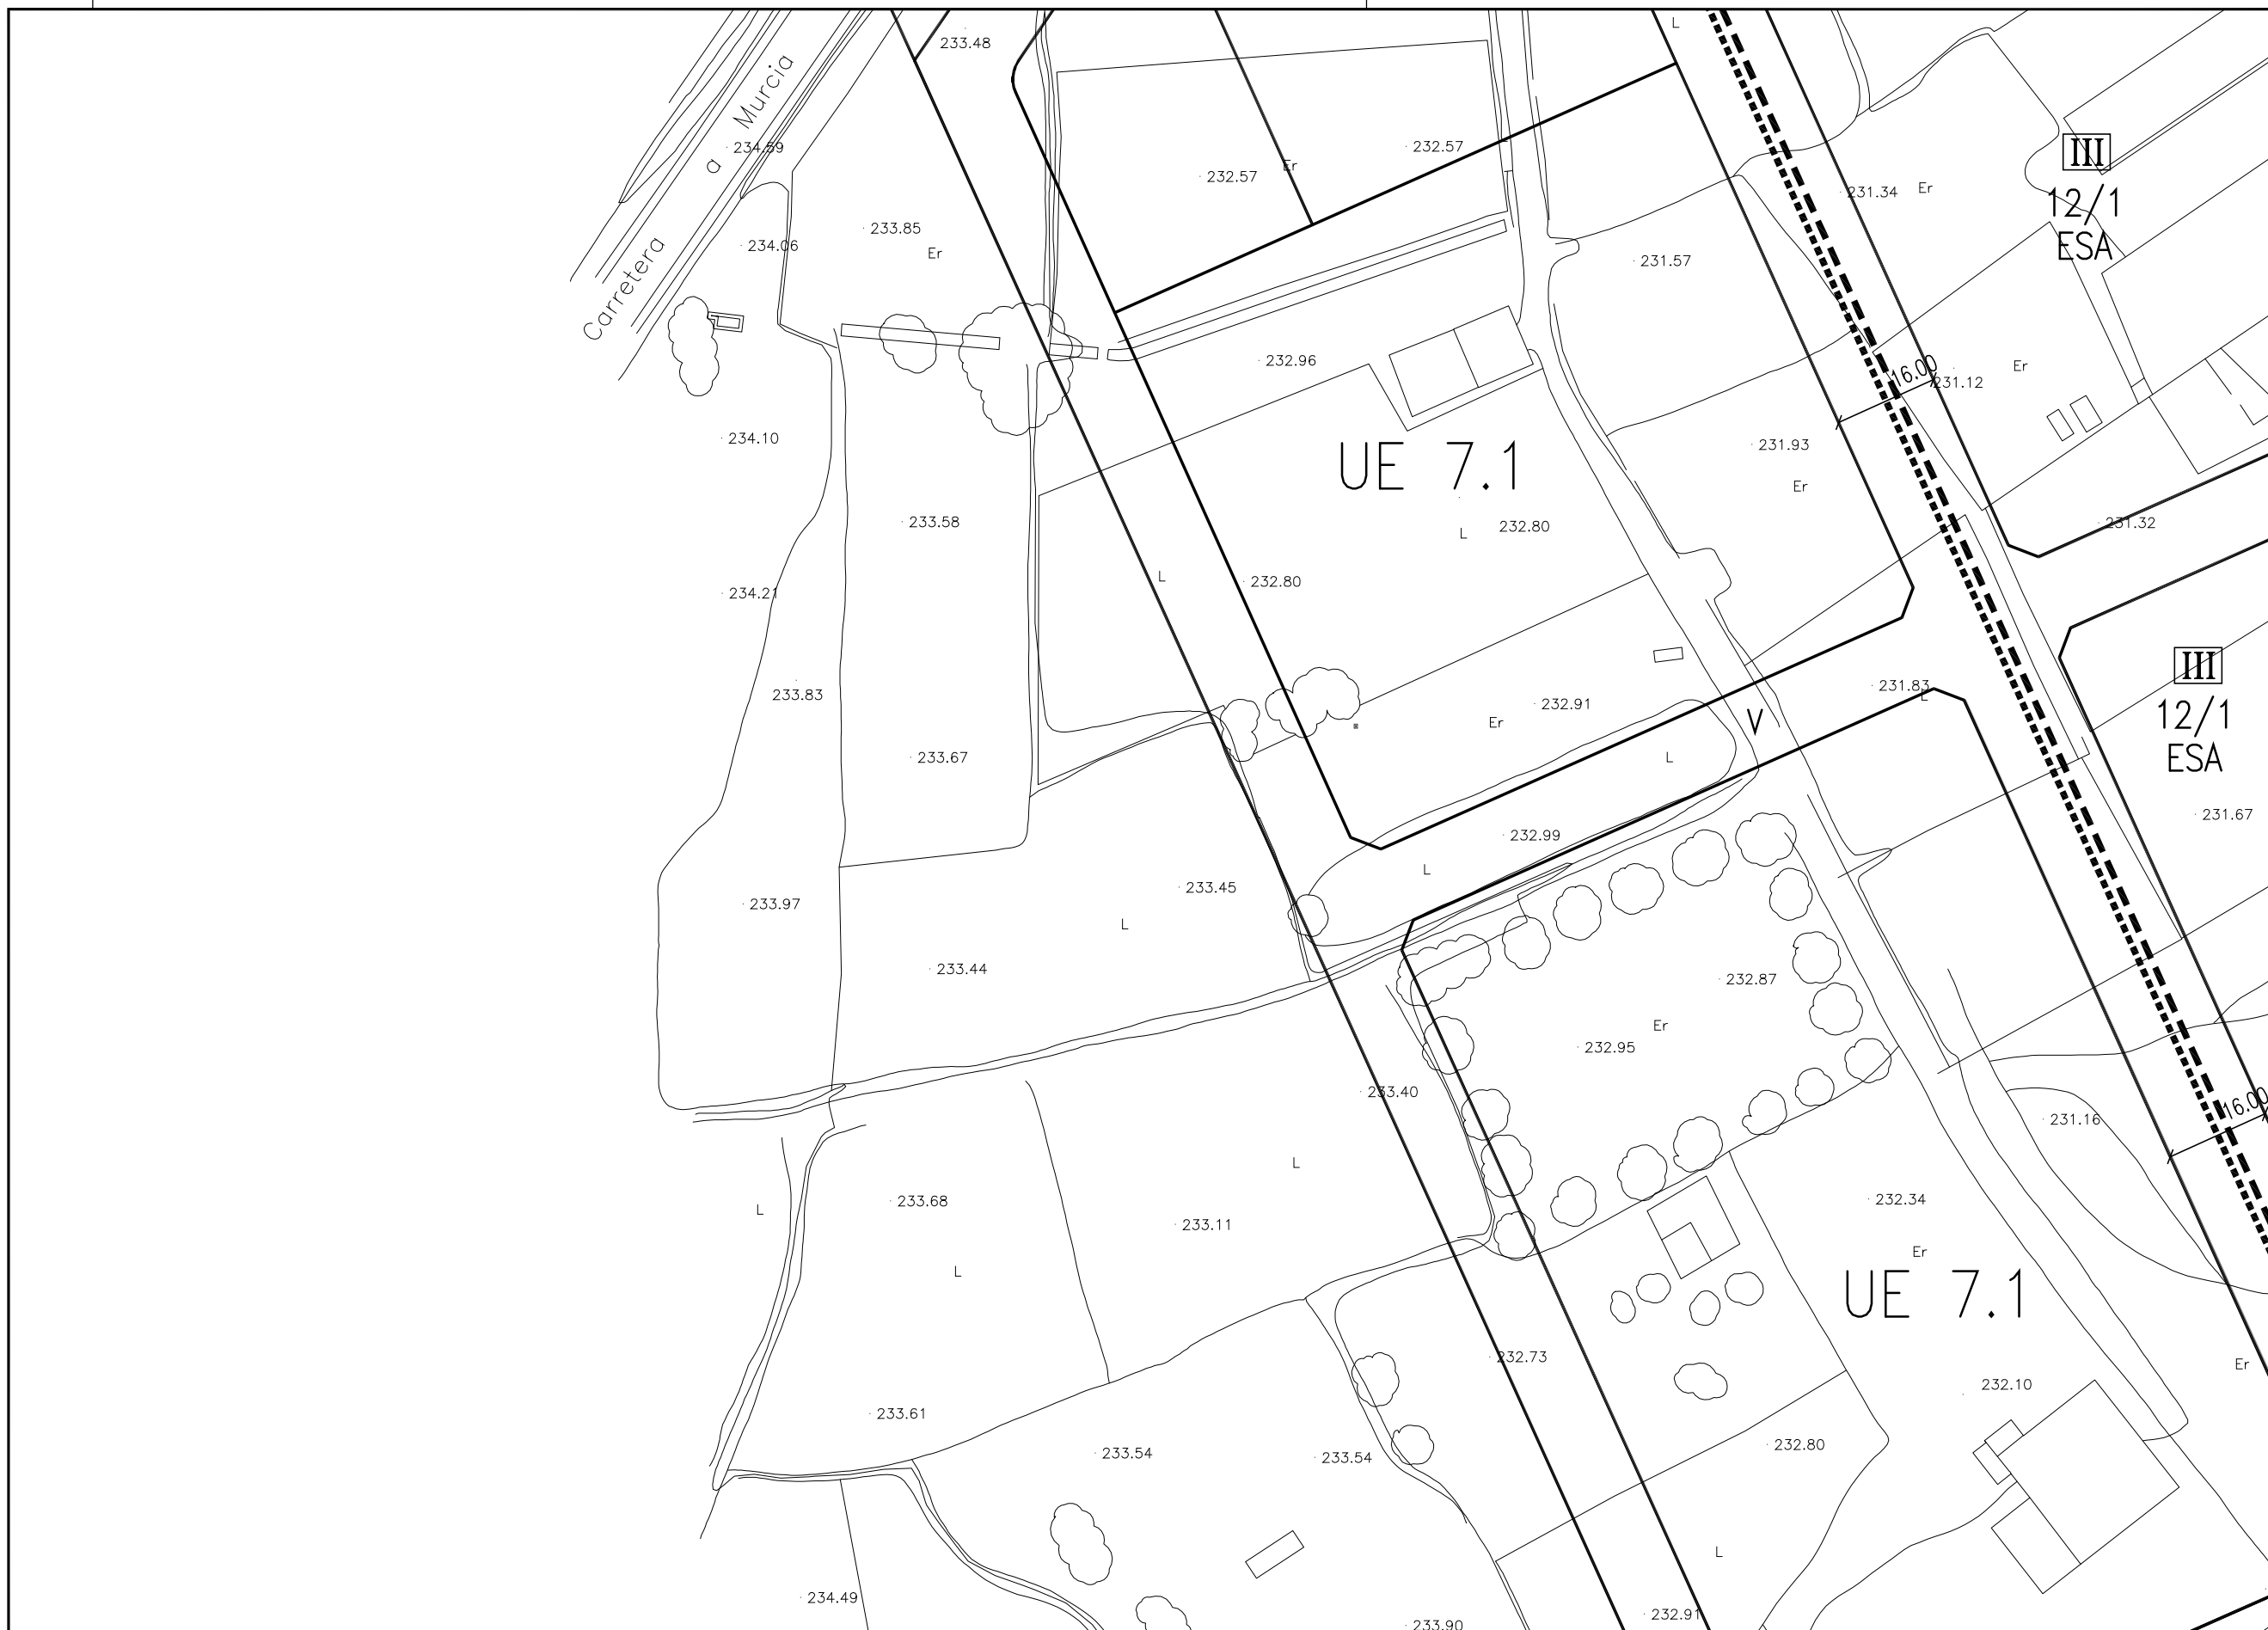 L
233.48
Carretera a Murcia
234.59
232.57
Er
232.57
III
12/1
ESA
231.34
Er
233.85
Er
234.06
231.57
232.96
16.00
231.12
Er
234.10
UE 7.1
231.93
Er
233.58
L
232.80
231.32
L
232.80
234.21
III
12/1
ESA
233.83
231.83
L
232.91
Er
V
233.67
L
231.67
232.99
L
233.45
233.97
L
233.44
232.87
Er
232.95
233.40
16.00
231.16
L
233.68
L
233.11
232.34
Er
L
UE 7.1
232.73
Er
232.10
233.61
233.54
233.54
232.80
L
234.49
232.91
233.90